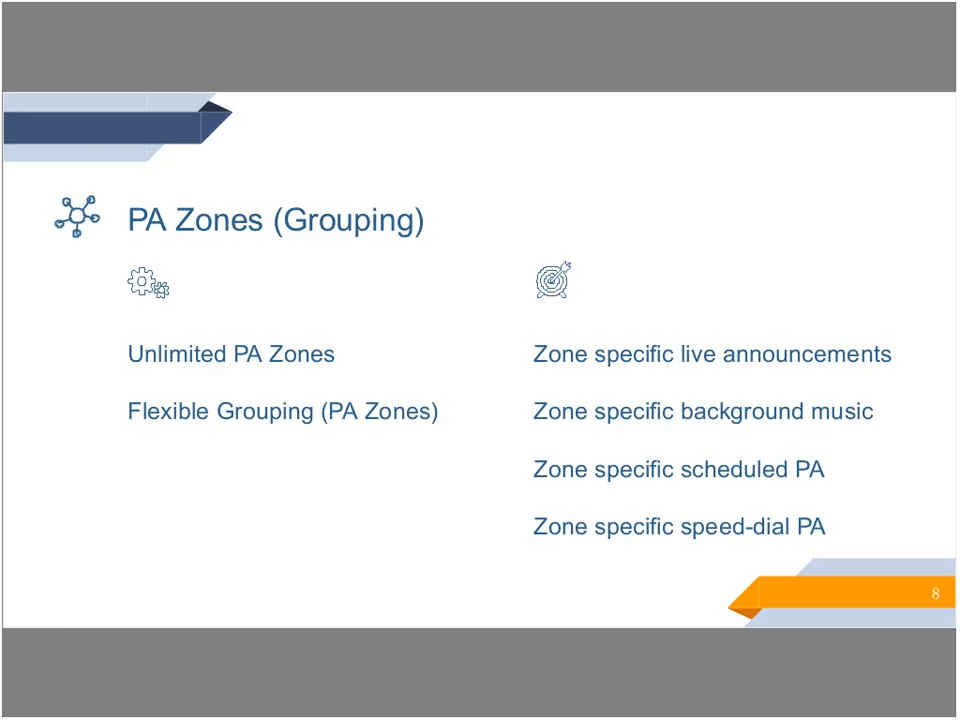 PA Zones (Grouping)
Unlimited PA Zones
Flexible Grouping (PA Zones)
Zone specific live announcements
Zone specific background music
Zone specific scheduled PA
Zone specific speed-dial PA
8